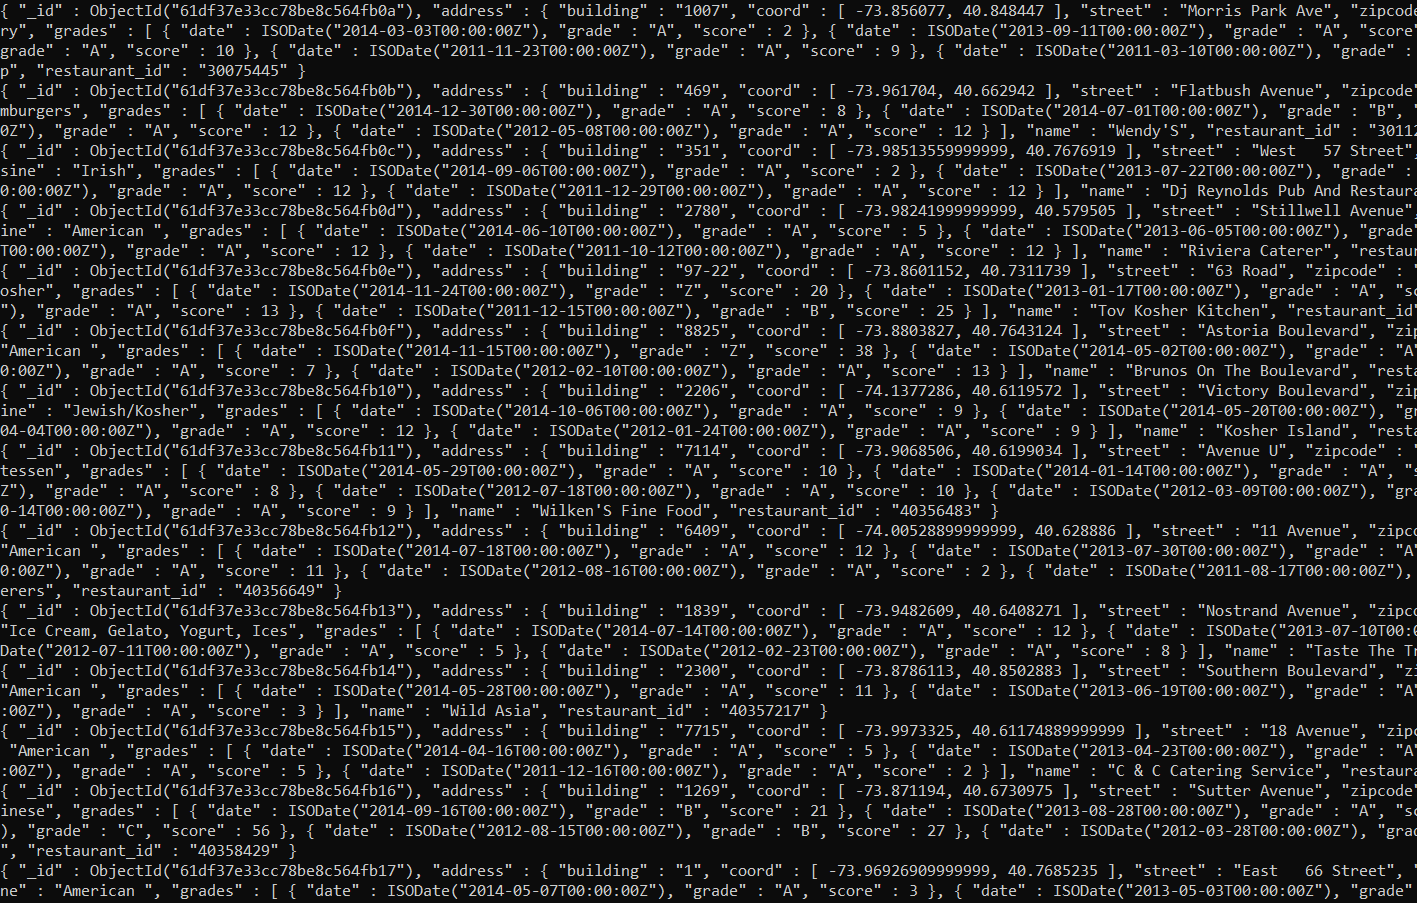 { "_id" : ObjectId("61df37e33cc78be8c564fb0a"), "address" : { "building" : "1007", "coord" : [ -73.856077, 40.848447 ], "street" : "Morris Park Ave", "zipcode
ry", "grades" : [ { "date" : ISODate("2014-03-03T00:00:00Z"), "grade" : "A", "score" : 2 }, { "date" : ISODate("2013-09-11T00:00:00Z"), "grade" : "A", "score
grade" : "A", "score" : 10 }, { "date" : ISODate("2011-11-23T00:00:00Z"), "grade" : "A", "score" : 9 }, { "date" : ISODate("2011-03-10T00:00:00Z"), "grade" :
p", "restaurant_id" : "30075445" }
{ "_id" : ObjectId("61df37e33cc78be8c564fb0b"), "address" : { "building" : "469", "coord" : [ -73.961704, 40.662942 ], "street" : "Flatbush Avenue", "zipcode"
mburgers", "grades" : [ { "date" : ISODate("2014-12-30T00:00:00Z"), "grade" : "A", "score" : 8 }, { "date" : ISODate("2014-07-01T00:00:00Z"), "grade" : "B", "
0Z"), "grade" : "A", "score" : 12 }, { "date" : ISODate("2012-05-08T00:00:00Z"), "grade" : "A", "score" : 12 } ], "name" : "Wendy'S", "restaurant_id" : "30112
{ "_id" : ObjectId("61df37e33cc78be8c564fb0c"), "address" : { "building" : "351", "coord" : [ -73.98513559999999, 40.7676919 ], "street" : "West   57 Street",
sine" : "Irish", "grades" : [ { "date" : ISODate("2014-09-06T00:00:00Z"), "grade" : "A", "score" : 2 }, { "date" : ISODate("2013-07-22T00:00:00Z"), "grade" :
0:00:00Z"), "grade" : "A", "score" : 12 }, { "date" : ISODate("2011-12-29T00:00:00Z"), "grade" : "A", "score" : 12 } ], "name" : "Dj Reynolds Pub And Restaura
{ "_id" : ObjectId("61df37e33cc78be8c564fb0d"), "address" : { "building" : "2780", "coord" : [ -73.98241999999999, 40.579505 ], "street" : "Stillwell Avenue"
ine" : "American ", "grades" : [ { "date" : ISODate("2014-06-10T00:00:00Z"), "grade" : "A", "score" : 5 }, { "date" : ISODate("2013-06-05T00:00:00Z"), "grade"
T00:00:00Z"), "grade" : "A", "score" : 12 }, { "date" : ISODate("2011-10-12T00:00:00Z"), "grade" : "A", "score" : 12 } ], "name" : "Riviera Caterer", "restaur
{ "_id" : ObjectId("61df37e33cc78be8c564fb0e"), "address" : { "building" : "97-22", "coord" : [ -73.8601152, 40.7311739 ], "street" : "63 Road", "zipcode" : "
osher", "grades" : [ { "date" : ISODate("2014-11-24T00:00:00Z"), "grade" : "Z", "score" : 20 }, { "date" : ISODate("2013-01-17T00:00:00Z"), "grade" : "A", "sc
"), "grade" : "A", "score" : 13 }, { "date" : ISODate("2011-12-15T00:00:00Z"), "grade" : "B", "score" : 25 } ], "name" : "Tov Kosher Kitchen", "restaurant_id"
{ "_id" : ObjectId("61df37e33cc78be8c564fb0f"), "address" : { "building" : "8825", "coord" : [ -73.8803827, 40.7643124 ], "street" : "Astoria Boulevard", "zip
"American ", "grades" : [ { "date" : ISODate("2014-11-15T00:00:00Z"), "grade" : "Z", "score" : 38 }, { "date" : ISODate("2014-05-02T00:00:00Z"), "grade" : "A"
0:00Z"), "grade" : "A", "score" : 7 }, { "date" : ISODate("2012-02-10T00:00:00Z"), "grade" : "A", "score" : 13 } ], "name" : "Brunos On The Boulevard", "resta
{ "_id" : ObjectId("61df37e33cc78be8c564fb10"), "address" : { "building" : "2206", "coord" : [ -74.1377286, 40.6119572 ], "street" : "Victory Boulevard", "zip
ine" : "Jewish/Kosher", "grades" : [ { "date" : ISODate("2014-10-06T00:00:00Z"), "grade" : "A", "score" : 9 }, { "date" : ISODate("2014-05-20T00:00:00Z"), "gr
04-04T00:00:00Z"), "grade" : "A", "score" : 12 }, { "date" : ISODate("2012-01-24T00:00:00Z"), "grade" : "A", "score" : 9 } ], "name" : "Kosher Island", "resta
{ "_id" : ObjectId("61df37e33cc78be8c564fb11"), "address" : { "building" : "7114", "coord" : [ -73.9068506, 40.6199034 ], "street" : "Avenue U", "zipcode" : "
tessen", "grades" : [ { "date" : ISODate("2014-05-29T00:00:00Z"), "grade" : "A", "score" : 10 }, { "date" : ISODate("2014-01-14T00:00:00Z"), "grade" : "A", "s
Z"), "grade" : "A", "score" : 8 }, { "date" : ISODate("2012-07-18T00:00:00Z"), "grade" : "A", "score" : 10 }, { "date" : ISODate("2012-03-09T00:00:00Z"), "gra
0-14T00:00:00Z"), "grade" : "A", "score" : 9 } ], "name" : "Wilken'S Fine Food", "restaurant_id" : "40356483" }
{ "_id" : ObjectId("61df37e33cc78be8c564fb12"), "address" : { "building" : "6409", "coord" : [ -74.00528899999999, 40.628886 ], "street" : "11 Avenue", "zipco
"American ", "grades" : [ { "date" : ISODate("2014-07-18T00:00:00Z"), "grade" : "A", "score" : 12 }, { "date" : ISODate("2013-07-30T00:00:00Z"), "grade" : "A"
0:00Z"), "grade" : "A", "score" : 11 }, { "date" : ISODate("2012-08-16T00:00:00Z"), "grade" : "A", "score" : 2 }, { "date" : ISODate("2011-08-17T00:00:00Z"),
erers", "restaurant_id" : "40356649" }
{ "_id" : ObjectId("61df37e33cc78be8c564fb13"), "address" : { "building" : "1839", "coord" : [ -73.9482609, 40.6408271 ], "street" : "Nostrand Avenue", "zipco
"Ice Cream, Gelato, Yogurt, Ices", "grades" : [ { "date" : ISODate("2014-07-14T00:00:00Z"), "grade" : "A", "score" : 12 }, { "date" : ISODate("2013-07-10T00:0
Date("2012-07-11T00:00:00Z"), "grade" : "A", "score" : 5 }, { "date" : ISODate("2012-02-23T00:00:00Z"), "grade" : "A", "score" : 8 } ], "name" : "Taste The Tr
{ "_id" : ObjectId("61df37e33cc78be8c564fb14"), "address" : { "building" : "2300", "coord" : [ -73.8786113, 40.8502883 ], "street" : "Southern Boulevard", "zi
"American ", "grades" : [ { "date" : ISODate("2014-05-28T00:00:00Z"), "grade" : "A", "score" : 11 }, { "date" : ISODate("2013-06-19T00:00:00Z"), "grade" : "A"
:00Z"), "grade" : "A", "score" : 3 } ], "name" : "Wild Asia", "restaurant_id" : "40357217" }
{ "_id" : ObjectId("61df37e33cc78be8c564fb15"), "address" : { "building" : "7715", "coord" : [ -73.9973325, 40.61174889999999 ], "street" : "18 Avenue", "zipc
 "American ", "grades" : [ { "date" : ISODate("2014-04-16T00:00:00Z"), "grade" : "A", "score" : 5 }, { "date" : ISODate("2013-04-23T00:00:00Z"), "grade" : "A"
:00Z"), "grade" : "A", "score" : 5 }, { "date" : ISODate("2011-12-16T00:00:00Z"), "grade" : "A", "score" : 2 } ], "name" : "C & C Catering Service", "restaura
{ "_id" : ObjectId("61df37e33cc78be8c564fb16"), "address" : { "building" : "1269", "coord" : [ -73.871194, 40.6730975 ], "street" : "Sutter Avenue", "zipcode"
inese", "grades" : [ { "date" : ISODate("2014-09-16T00:00:00Z"), "grade" : "B", "score" : 21 }, { "date" : ISODate("2013-08-28T00:00:00Z"), "grade" : "A", "sc
), "grade" : "C", "score" : 56 }, { "date" : ISODate("2012-08-15T00:00:00Z"), "grade" : "B", "score" : 27 }, { "date" : ISODate("2012-03-28T00:00:00Z"), "grad
", "restaurant_id" : "40358429" }
{ "_id" : ObjectId("61df37e33cc78be8c564fb17"), "address" : { "building" : "1", "coord" : [ -73.96926909999999, 40.7685235 ], "street" : "East   66 Street", "
ne" : "American ", "grades" : [ { "date" : ISODate("2014-05-07T00:00:00Z"), "grade" : "A", "score" : 3 }, { "date" : ISODate("2013-05-03T00:00:00Z"), "grade"